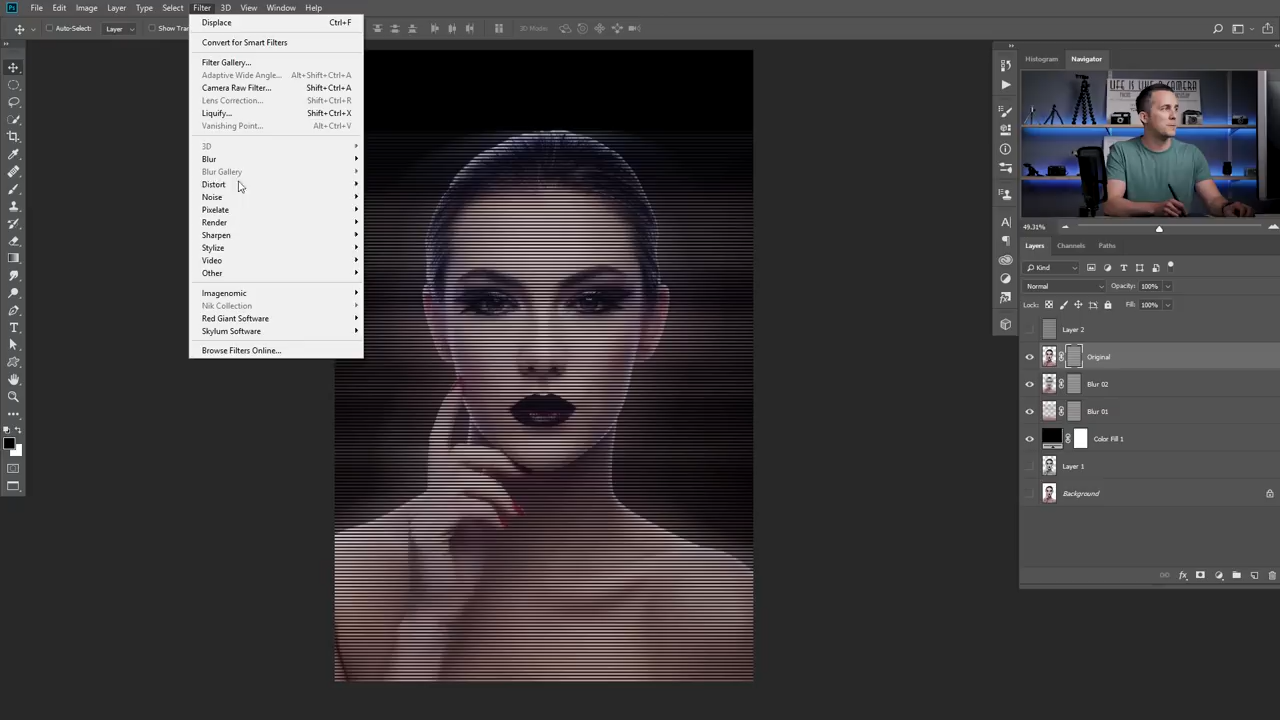 Ps File Edit Image Layer Type Select Filter 3D View Window Help
Auto-Select: Layer Show Tra 3D Mode:
Displace Ctrl+F
Convert for Smart Filters
Filter Gallery...
Adaptive Wide Angle... Alt+Shift+Ctrl+A
Camera Raw Filter... Shift+Ctrl+A
Lens Correction... Shift+Ctrl+R
Liquify... Shift+Ctrl+X
Vanishing Point... Alt+Ctrl+V
3D
Blur
Blur Gallery
Distort
Noise
Pixelate
Render
Sharpen
Stylize
Video
Other
Imagenomic
Nik Collection
Red Giant Software
Skylum Software
Browse Filters Online...
Histogram Navigator
LIFE IS LIKE A CAMERA
49.31%
Layers Channels Paths
Kind
Normal Opacity: 100%
Lock: Fill: 100%
Layer 2
Original
Blur 02
Blur 01
Color Fill 1
Layer 1
Background